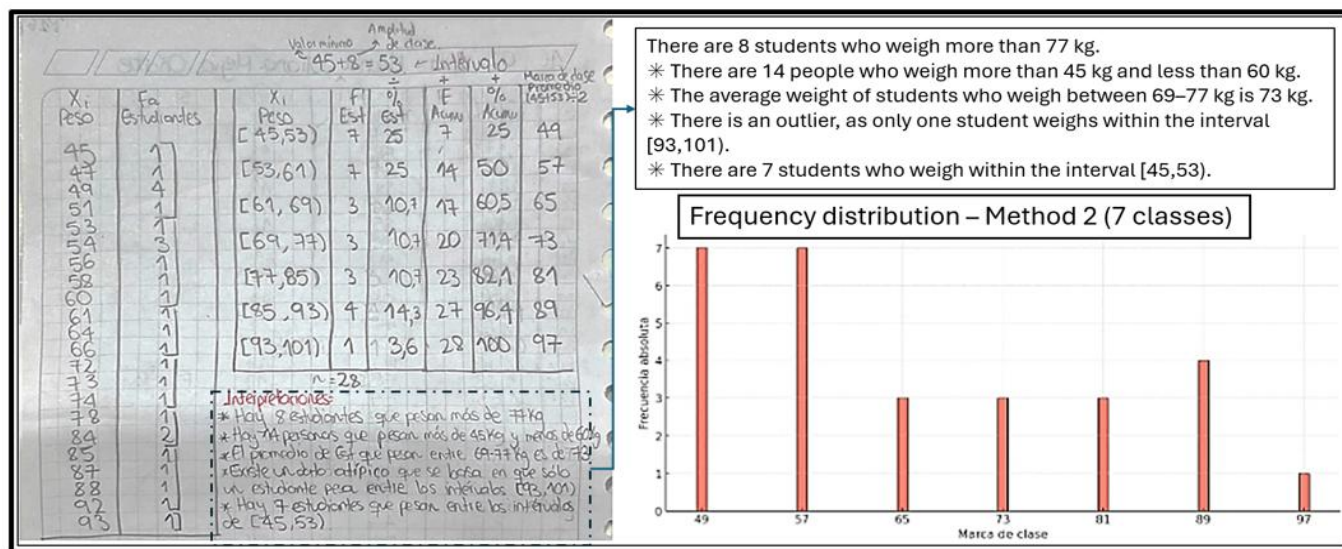 Valor mínimo
Amplitud
de clase
45+8=53 ← Intervalo
Xi Fa
Peso Estudiantes
45 1
47 1
49 4
51 1
53 1
54 3
56 1
58 1
60 1
61 1
64 1
66 1
72 1
73 1
74 1
78 1
84 2
85 1
87 1
88 1
92 1
93 1
Xi f % F % Marca de clase
Peso Est Est Acumu Acumu Promedio
(45+53)÷2
[45,53) 7 25 7 25 49
[53,61) 7 25 14 50 57
[61,69) 3 10,7 17 60,5 65
[69,77) 3 10,7 20 71,4 73
[77,85) 3 10,7 23 82,1 81
[85,93) 4 14,3 27 96,4 89
[93,101) 1 3,6 28 100 97
n=28
Interpretaciones:
* Hay 8 estudiantes que pesan más de 77kg
* Hay 14 personas que pesan más de 45kg y menos de 60kg
* El promedio de Est que pesan entre 69-77 kg es de 73
* Existe un dato atípico que se basa en que sólo
un estudiante pesa entre los intervalos [93,101)
* Hay 7 estudiantes que pesan entre los intervalos
de [45,53)
There are 8 students who weigh more than 77 kg.
✳ There are 14 people who weigh more than 45 kg and less than 60 kg.
✳ The average weight of students who weigh between 69–77 kg is 73 kg.
✳ There is an outlier, as only one student weighs within the interval
[93,101).
✳ There are 7 students who weigh within the interval [45,53).
Frequency distribution – Method 2 (7 classes)
Frecuencia absoluta
7
6
5
4
3
2
1
0
49 57 65 73 81 89 97
Marca de clase